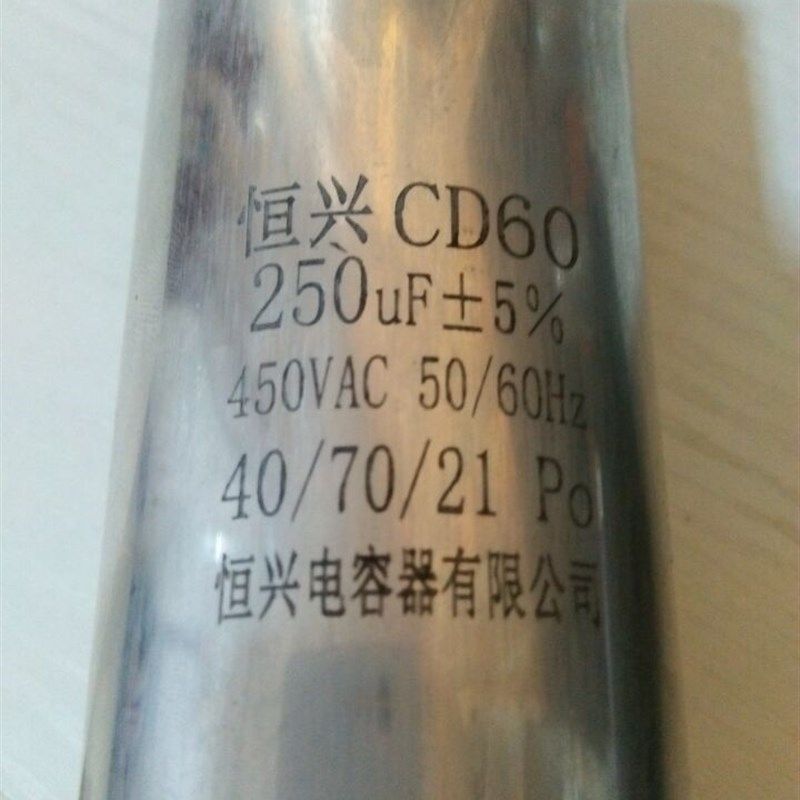 恒兴 CD60
250uF±5%
450VAC 50/60Hz
40/70/21 Po
恒兴电容器有限公司